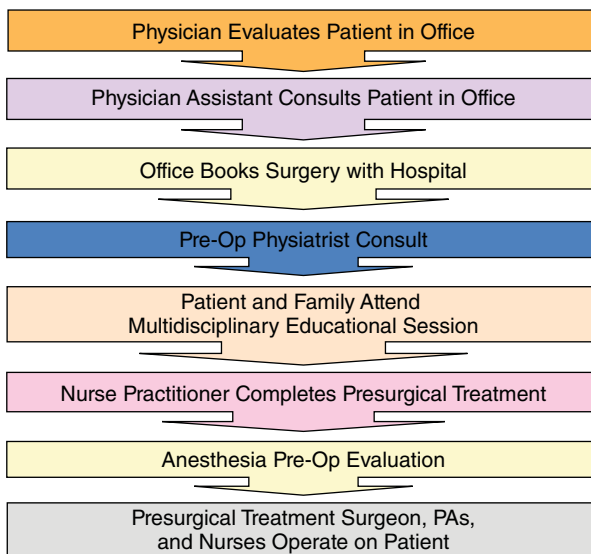 Physician Evaluates Patient in Office
Physician Assistant Consults Patient in Office
Office Books Surgery with Hospital
Pre-Op Physiatrist Consult
Patient and Family Attend
Multidisciplinary Educational Session
Nurse Practitioner Completes Presurgical Treatment
Anesthesia Pre-Op Evaluation
Presurgical Treatment Surgeon, PAs,
and Nurses Operate on Patient